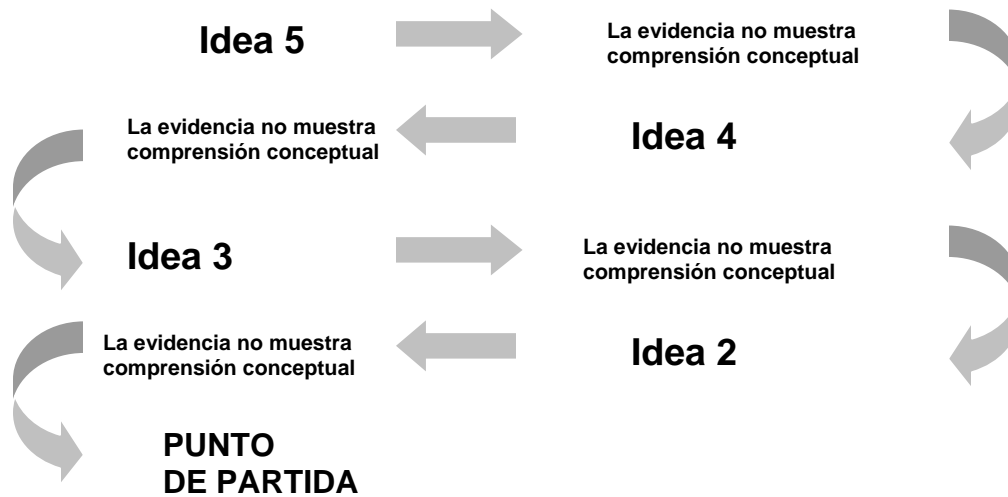 Idea 5
La evidencia no muestra
comprensión conceptual
La evidencia no muestra
comprensión conceptual
Idea 4
Idea 3
La evidencia no muestra
comprensión conceptual
La evidencia no muestra
comprensión conceptual
Idea 2
PUNTO
DE PARTIDA